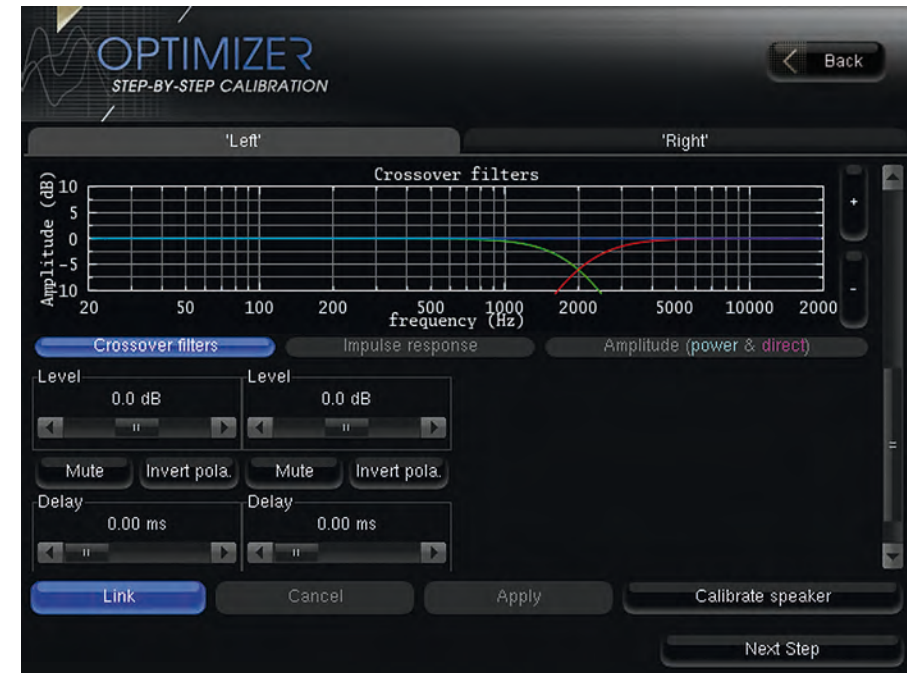 OPTIMIZER
STEP-BY-STEP CALIBRATION
Back
'Left' 'Right'
Crossover filters
Amplitude (dB)
10
5
0
-5
-10
20 50 100 200 500 1000 2000 5000 10000 2000
frequency (Hz)
+
-
Crossover filters Impulse response Amplitude (power & direct)
Level Level
0.0 dB 0.0 dB
Mute Invert pola. Mute Invert pola.
Delay Delay
0.00 ms 0.00 ms
Link Cancel Apply Calibrate speaker
Next Step